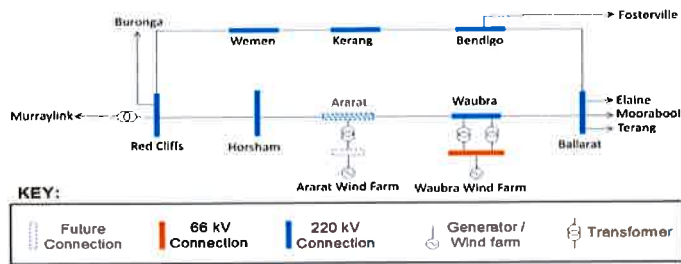 Buronga
Fosterville
Wemen
Kerang
Bendigo
Ararat
Waubra
Elaine
Murraylink
Moorabool
Terang
Red Cliffs
Horsham
Ballarat
Ararat Wind Farm
Waubra Wind Farm
KEY:
Future
Connection
66 kV
Connection
220 kV
Connection
Generator /
Wind farm
Transformer